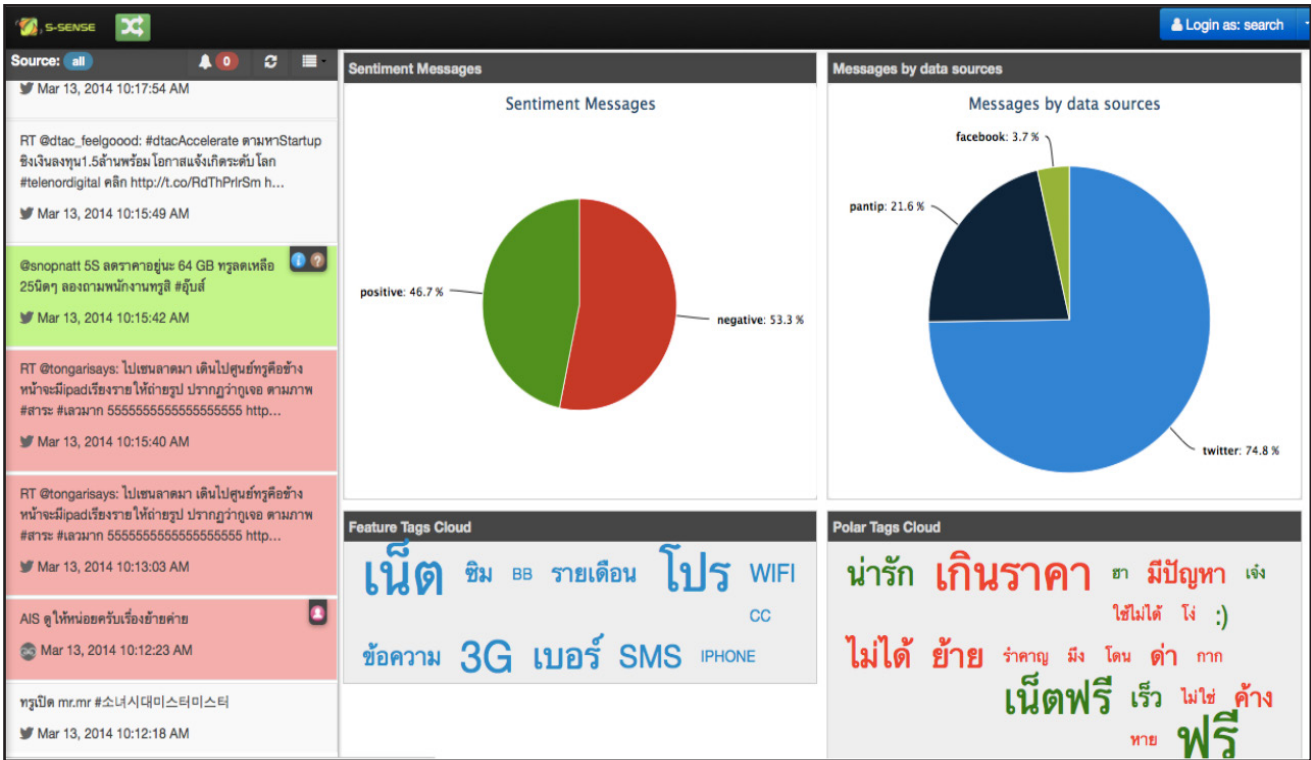 S-SENSE
Login as: search
Source: all
0
Mar 13, 2014 10:17:54 AM
RT @dtac_feelgoood: #dtacAccelerate ตามหาStartup
ชิงเงินลงทุน1.5ล้านพร้อมโอกาสแจ้งเกิดระดับโลก
#telenordigital คลิก http://t.co/RdThPrIrSm h...
Mar 13, 2014 10:15:49 AM
@snopnatt 5S ลดราคาอยู่นะ 64 GB ทรูลดเหลือ
25นิดๆ ลองถามพนักงานทรูสิ #อุ๊บส์
Mar 13, 2014 10:15:42 AM
RT @tongarisays: ไปเซนลาดมา เดินไปศูนย์ทรูคือข้าง
หน้าจะมีipadเรียงรายให้ถ่ายรูป ปรากฏว่ากูเจอ ตามภาพ
#สาระ #เลวมาก 5555555555555555555 http...
Mar 13, 2014 10:15:40 AM
RT @tongarisays: ไปเซนลาดมา เดินไปศูนย์ทรูคือข้าง
หน้าจะมีipadเรียงรายให้ถ่ายรูป ปรากฏว่ากูเจอ ตามภาพ
#สาระ #เลวมาก 5555555555555555555 http...
Mar 13, 2014 10:13:03 AM
AIS ดูให้หน่อยครับเรื่องย้ายค่าย
Mar 13, 2014 10:12:23 AM
ทรูเปิด mr.mr #소녀시대미스터미스터
Mar 13, 2014 10:12:18 AM
Sentiment Messages
Sentiment Messages
positive: 46.7 %
negative: 53.3 %
Messages by data sources
Messages by data sources
facebook: 3.7 %
pantip: 21.6 %
twitter: 74.8 %
Feature Tags Cloud
เน็ต ซิม BB รายเดือน โปร WIFI
CC
ข้อความ 3G เบอร์ SMS IPHONE
Polar Tags Cloud
น่ารัก เกินราคา ฮา มีปัญหา เจ๋ง
ใช้ไม่ได้ โง่ :)
ไม่ได้ ย้าย รำคาญ มึง โดน ด่า กาก
เน็ตฟรี เร็ว ไม่ใช่ ค้าง
หาย ฟรี